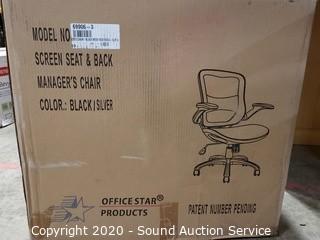 MODEL NO
69906-3
SCREEN SEAT & BACK
MANAGER'S CHAIR
COLOR: BLACK/SILVER
OFFICE STAR®
PRODUCTS
PATENT NUMBER PENDING
Copyright 2020 - Sound Auction Service